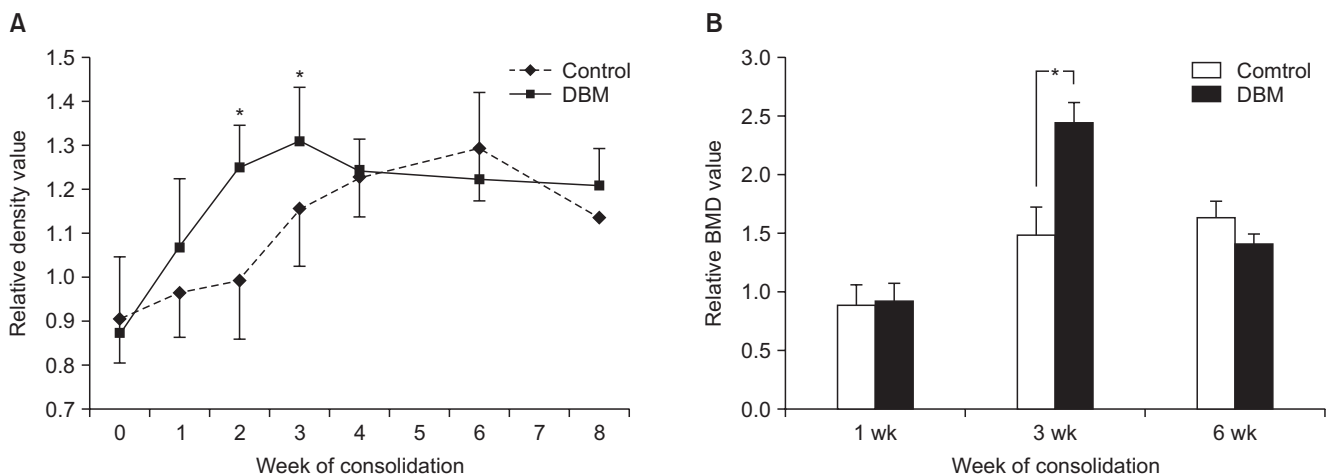 A
1.5
1.4
1.3
1.2
1.1
1.0
0.9
0.8
0.7
Relative density value
* *
Control
DBM
0 1 2 3 4 5 6 7 8
Week of consolidation
B
3.0
2.5
2.0
1.5
1.0
0.5
0.0
Relative BMD value
*
Comtrol
DBM
1 wk 3 wk 6 wk
Week of consolidation